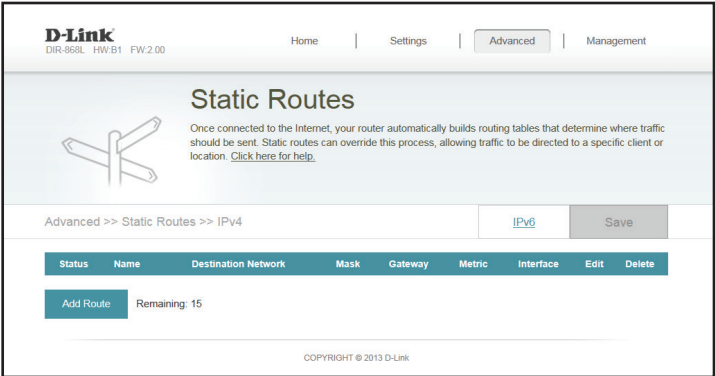 D-Link
DIR-868L HW:B1 FW:2.00
Home | Settings | Advanced | Management
Static Routes
Once connected to the Internet, your router automatically builds routing tables that determine where traffic
should be sent. Static routes can override this process, allowing traffic to be directed to a specific client or
location. Click here for help.
Advanced >> Static Routes >> IPv4
IPv6
Save
Status Name Destination Network Mask Gateway Metric Interface Edit Delete
Add Route Remaining: 15
COPYRIGHT © 2013 D-Link